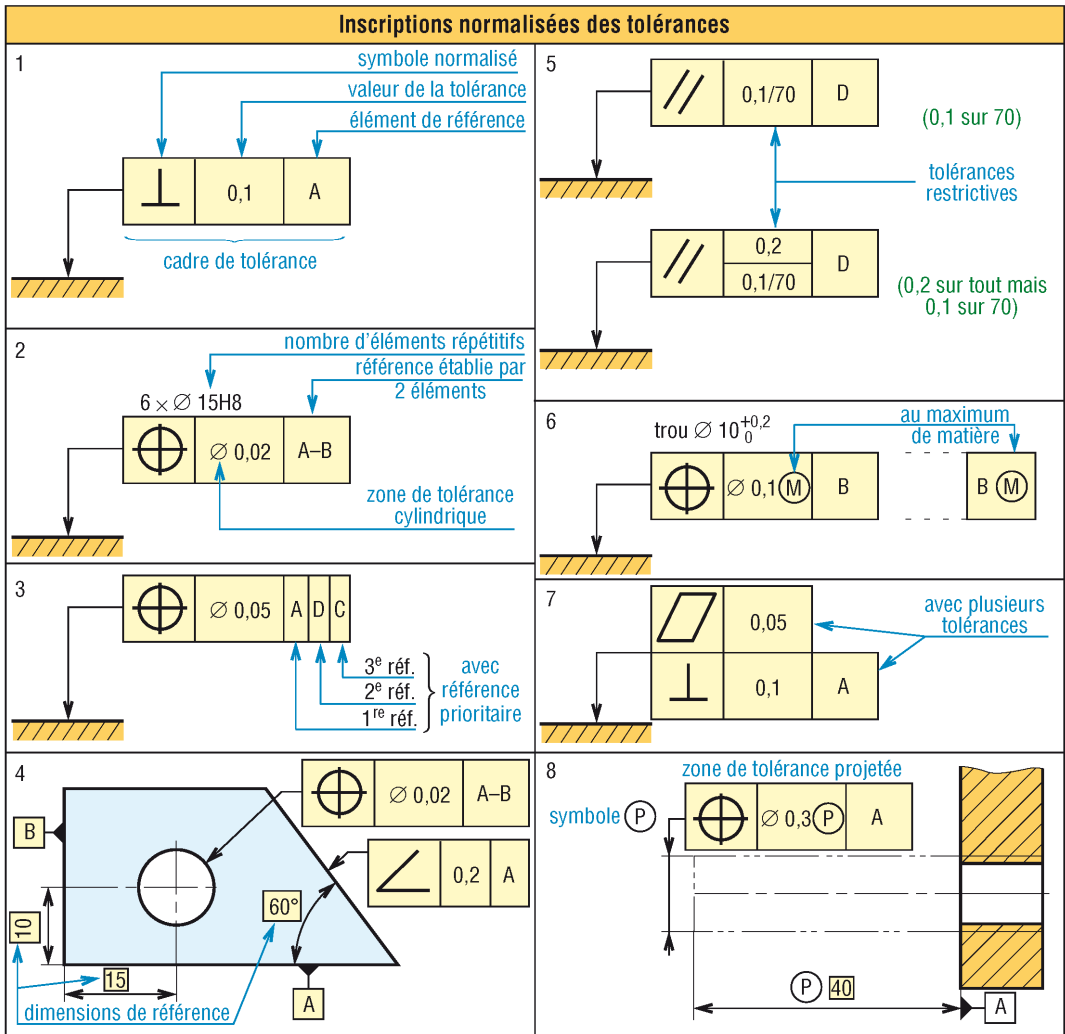 Inscriptions normalisées des tolérances
1
symbole normalisé
valeur de la tolérance
élément de référence
⊥ 0,1 A
cadre de tolérance
2
nombre d'éléments répétitifs
référence établie par
2 éléments
6 × ∅ 15H8
∅ 0,02 A–B
zone de tolérance
cylindrique
3
∅ 0,05 A D C
3e réf.
2e réf.
1re réf.
avec
référence
prioritaire
4
∅ 0,02 A–B
B
0,2 A
60°
10
15
A
dimensions de référence
5
// 0,1/70 D
(0,1 sur 70)
tolérances
restrictives
// 0,2 D
0,1/70
(0,2 sur tout mais
0,1 sur 70)
6
au maximum
de matière
trou ∅ 10 +0,2 0
∅ 0,1 Ⓜ B
B Ⓜ
7
0,05
avec plusieurs
tolérances
⊥ 0,1 A
8
zone de tolérance projetée
symbole Ⓟ
∅ 0,3 Ⓟ A
Ⓟ 40
A